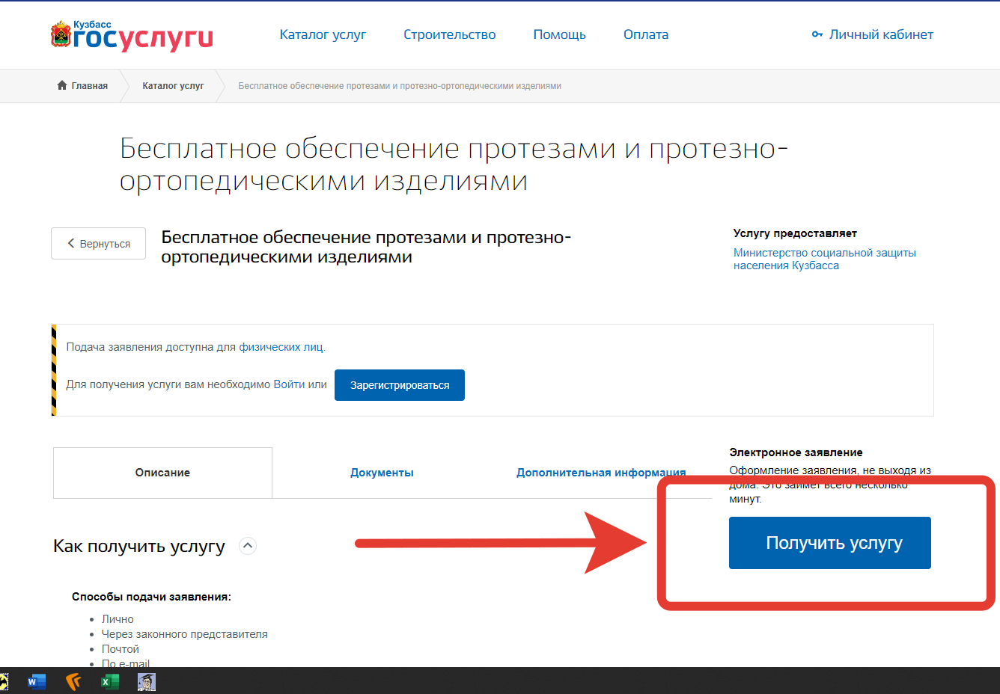 Кузбасс
госуслуги
Каталог услуг
Строительство
Помощь
Оплата
Личный кабинет
Главная
Каталог услуг
Бесплатное обеспечение протезами и протезно-ортопедическими изделиями
Бесплатное обеспечение протезами и протезно-
ортопедическими изделиями
Вернуться
Бесплатное обеспечение протезами и протезно-
ортопедическими изделиями
Услугу предоставляет
Министерство социальной защиты
населения Кузбасса
Подача заявления доступна для физических лиц.
Для получения услуги вам необходимо Войти или
Зарегистрироваться
Описание
Документы
Дополнительная информация
Электронное заявление
Оформление заявления, не выходя из
дома. Это займет всего несколько
минут.
Получить услугу
Как получить услугу
Способы подачи заявления:
Лично
Через законного представителя
Почтой
По e-mail
W
X